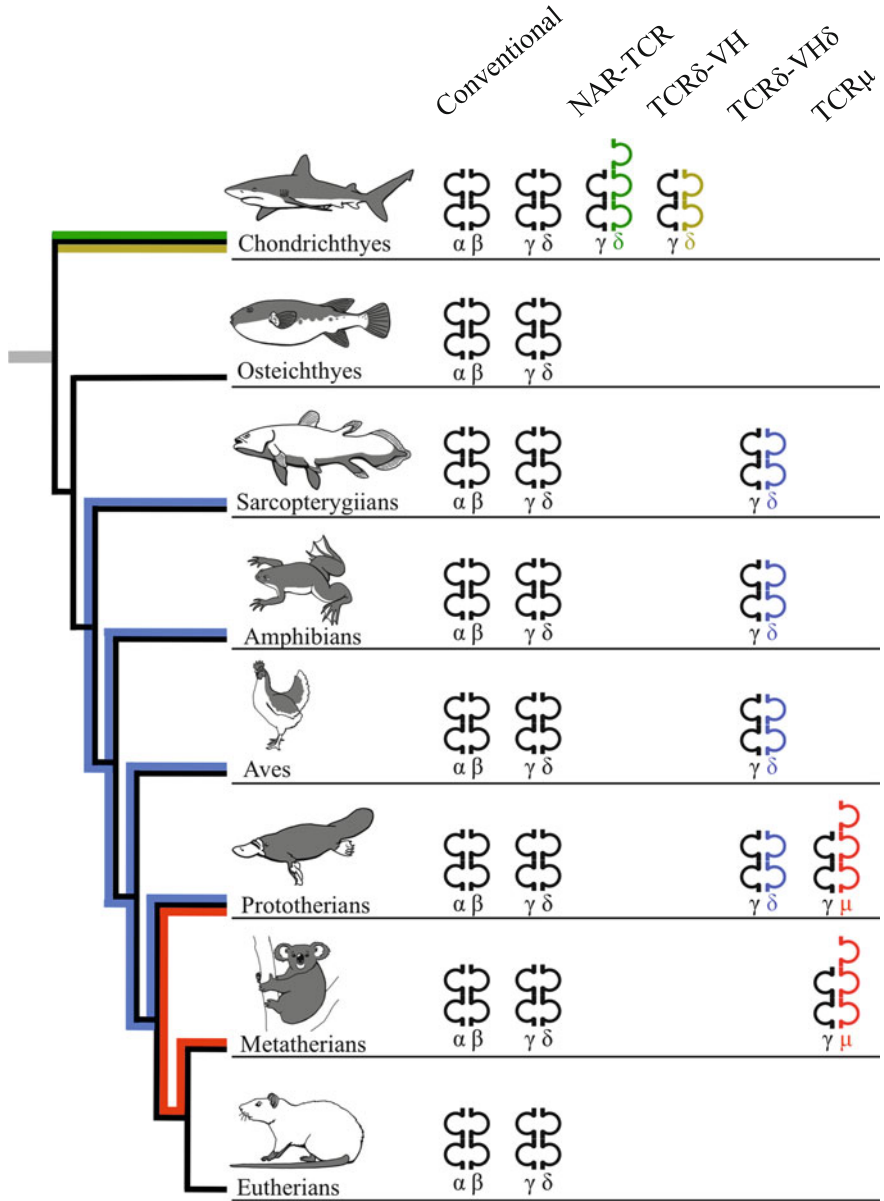 Conventional
NAR-TCR
TCRδ-VH
TCRδ-VHδ
TCRμ
Chondrichthyes
α β γ δ γ δ γ δ
Osteichthyes
α β γ δ
Sarcopterygiians
α β γ δ γ δ
Amphibians
α β γ δ γ δ
Aves
α β γ δ γ δ
Prototherians
α β γ δ γ δ γ μ
Metatherians
α β γ δ γ μ
Eutherians
α β γ δ